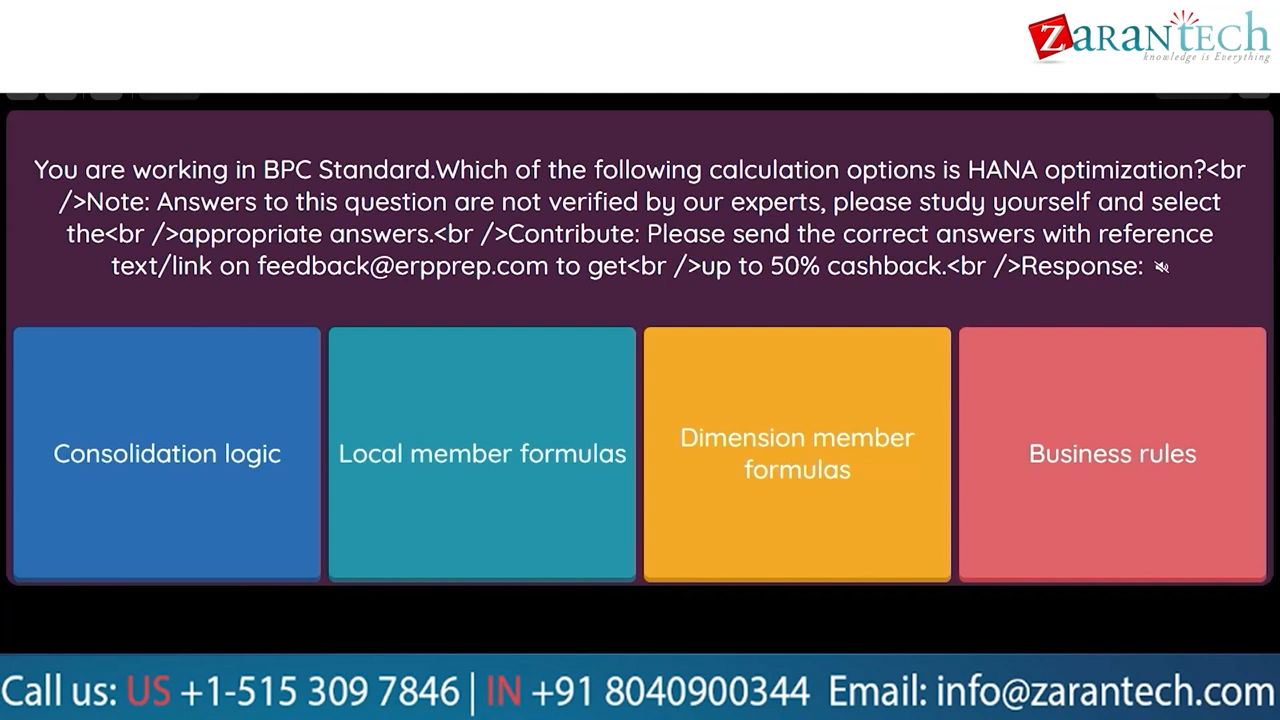 ZARANTECH
knowledge is Everything
You are working in BPC Standard.Which of the following calculation options is HANA optimization?<br
/>Note: Answers to this question are not verified by our experts, please study yourself and select
the<br />appropriate answers.<br />Contribute: Please send the correct answers with reference
text/link on feedback@erpprep.com to get<br />up to 50% cashback.<br />Response:
Consolidation logic
Local member formulas
Dimension member
formulas
Business rules
Call us: US +1-515 309 7846 | IN +91 8040900344 Email: info@zarantech.com